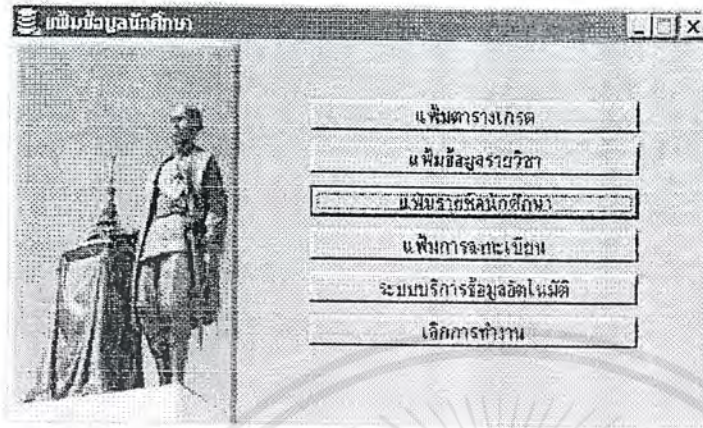 แฟ้มข้อมูลนักศึกษา
แฟ้มตารางเกรด
แฟ้มข้อมูลรายวิชา
แฟ้มรายชื่อนักศึกษา
แฟ้มการลงทะเบียน
ระบบบริการข้อมูลอัตโนมัติ
เลิกการทำงาน